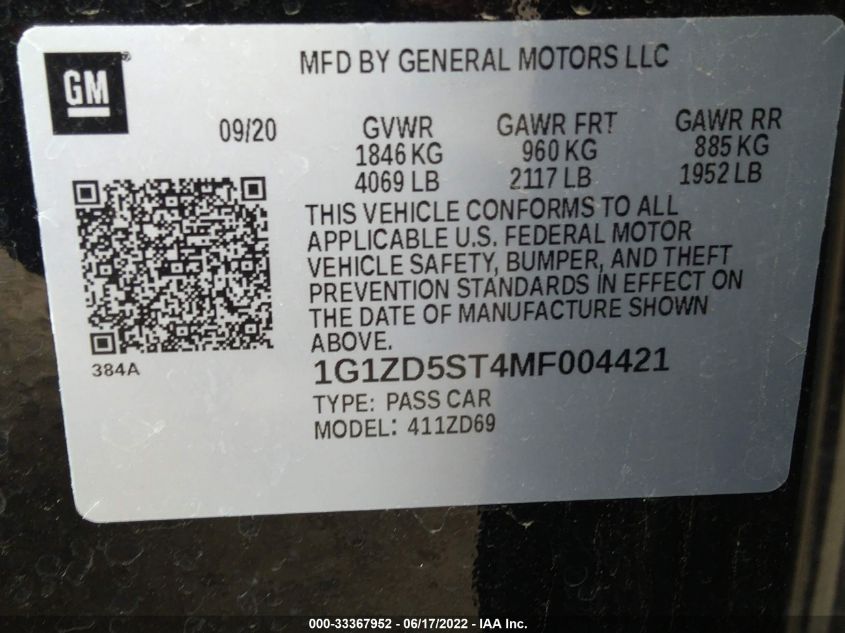 GM®
MFD BY GENERAL MOTORS LLC
09/20 GVWR GAWR FRT GAWR RR
1846 KG 960 KG 885 KG
4069 LB 2117 LB 1952 LB
THIS VEHICLE CONFORMS TO ALL
APPLICABLE U.S. FEDERAL MOTOR
VEHICLE SAFETY, BUMPER, AND THEFT
PREVENTION STANDARDS IN EFFECT ON
THE DATE OF MANUFACTURE SHOWN
ABOVE.
384A
1G1ZD5ST4MF004421
TYPE: PASS CAR
MODEL: 411ZD69
000-33367952 - 06/17/2022 - IAA Inc.